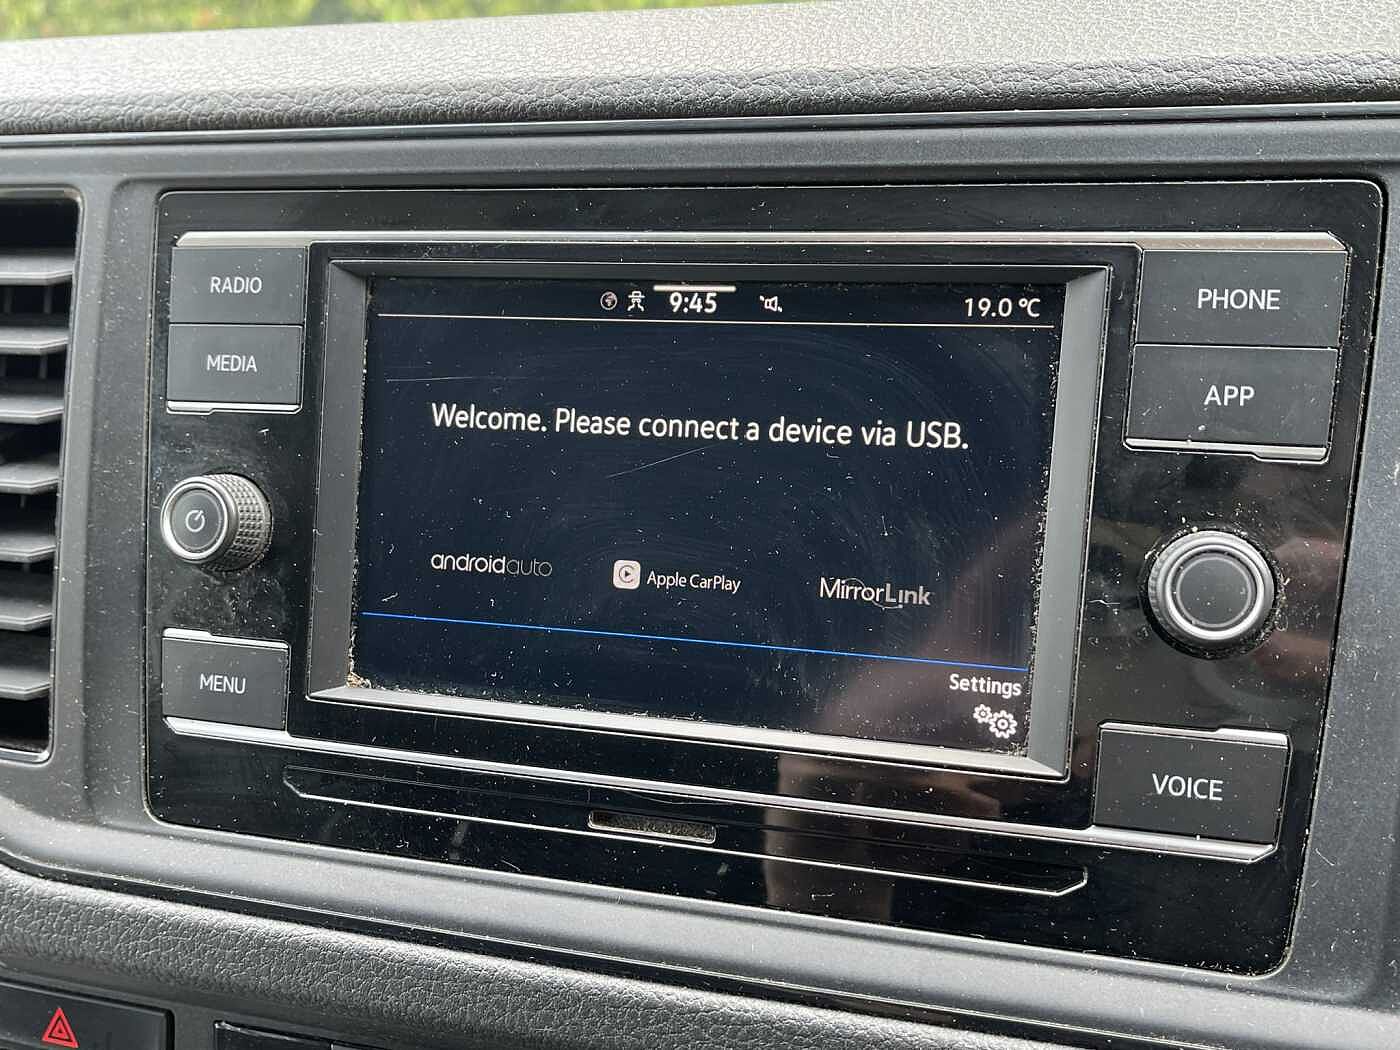 RADIO
MEDIA
MENU
9:45
19.0 °C
Welcome. Please connect a device via USB.
androidauto
Apple CarPlay
MirrorLink
Settings
PHONE
APP
VOICE